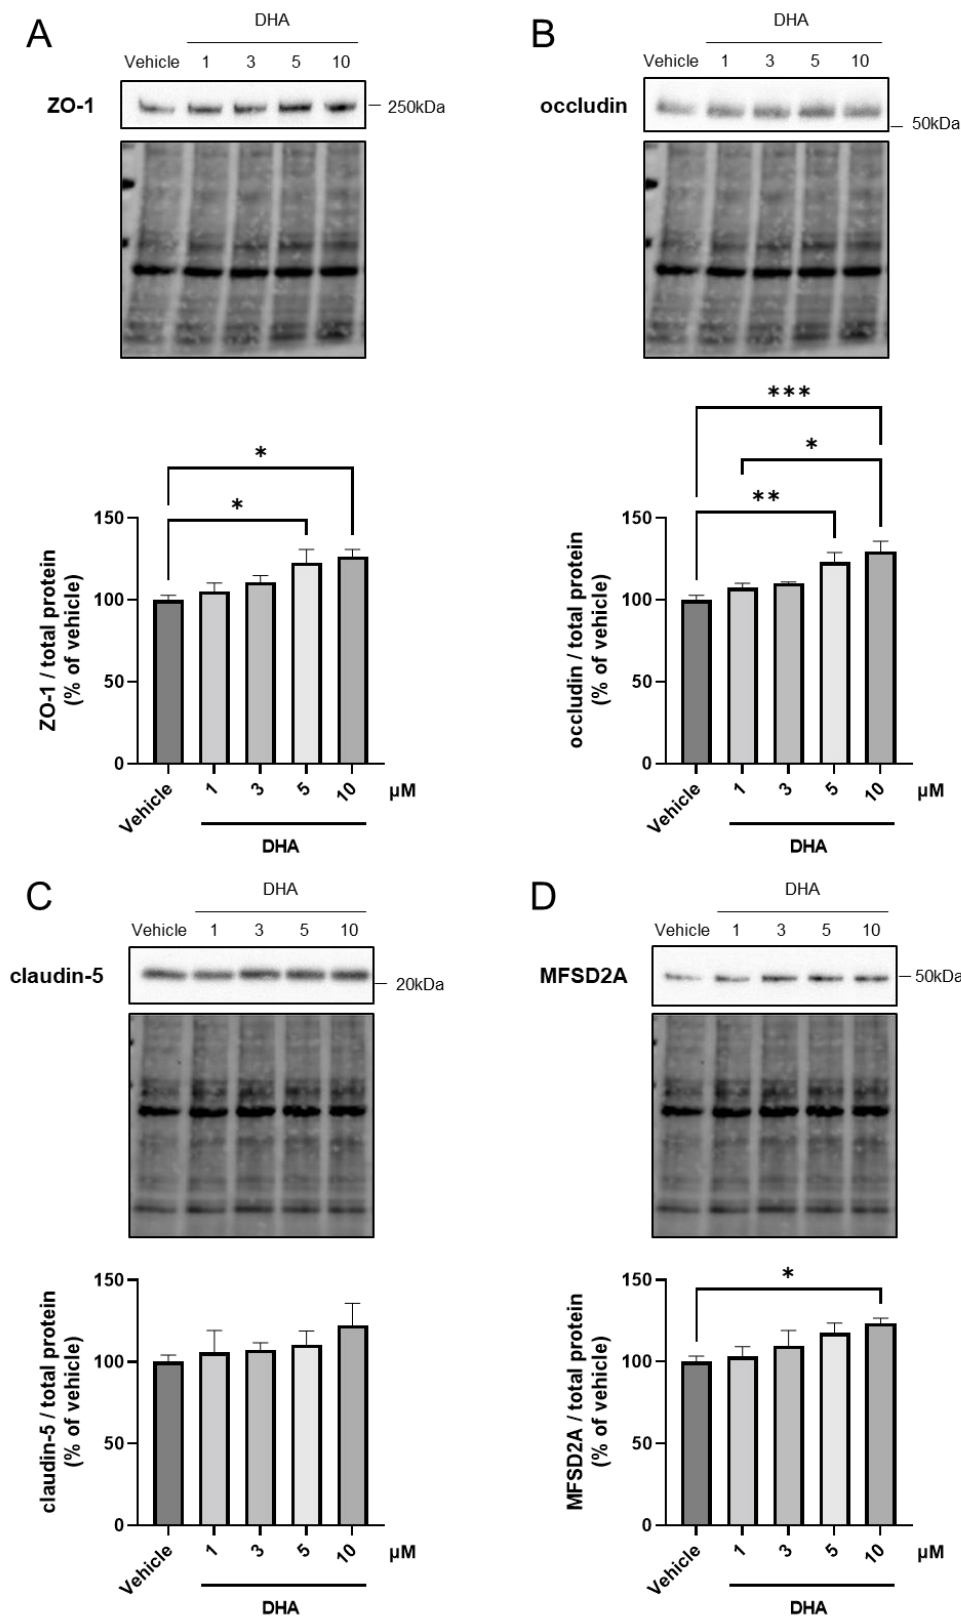 A
DHA
Vehicle 1 3 5 10
ZO-1
250kDa
*
*
150
100
50
0
ZO-1 / total protein
(% of vehicle)
Vehicle 1 3 5 10 µM
DHA
B
DHA
Vehicle 1 3 5 10
occludin
50kDa
***
*
**
150
100
50
0
occludin / total protein
(% of vehicle)
Vehicle 1 3 5 10 µM
DHA
C
DHA
Vehicle 1 3 5 10
claudin-5
20kDa
150
100
50
0
claudin-5 / total protein
(% of vehicle)
Vehicle 1 3 5 10 µM
DHA
D
DHA
Vehicle 1 3 5 10
MFSD2A
50kDa
*
150
100
50
0
MFSD2A / total protein
(% of vehicle)
Vehicle 1 3 5 10 µM
DHA